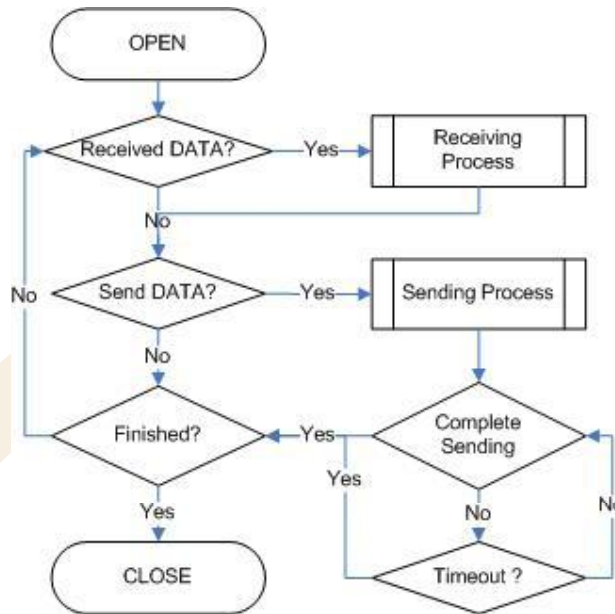 OPEN
Received DATA?
Yes
Receiving
Process
No
Send DATA?
Yes
Sending Process
No
No
Finished?
Yes
Complete
Sending
Yes
No
No
Yes
CLOSE
Timeout ?